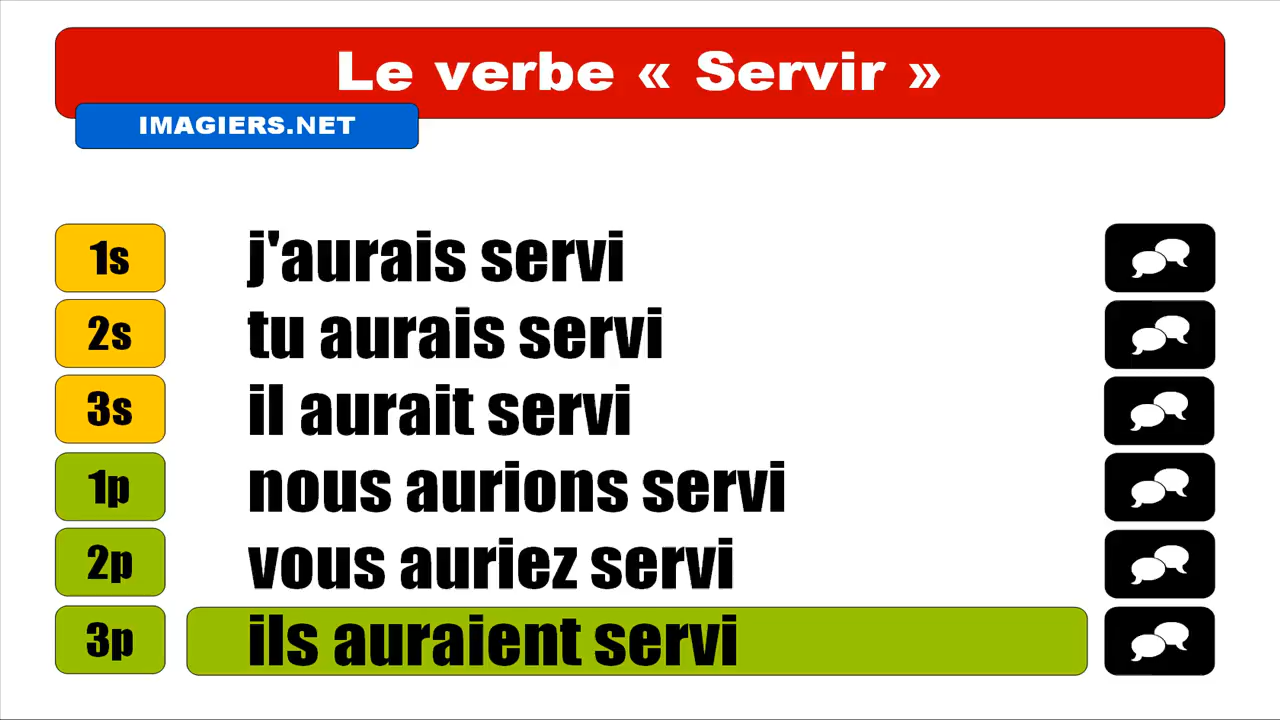 Le verbe « Servir »
IMAGIERS.NET
1s j'aurais servi
2s tu aurais servi
3s il aurait servi
1p nous aurions servi
2p vous auriez servi
3p ils auraient servi